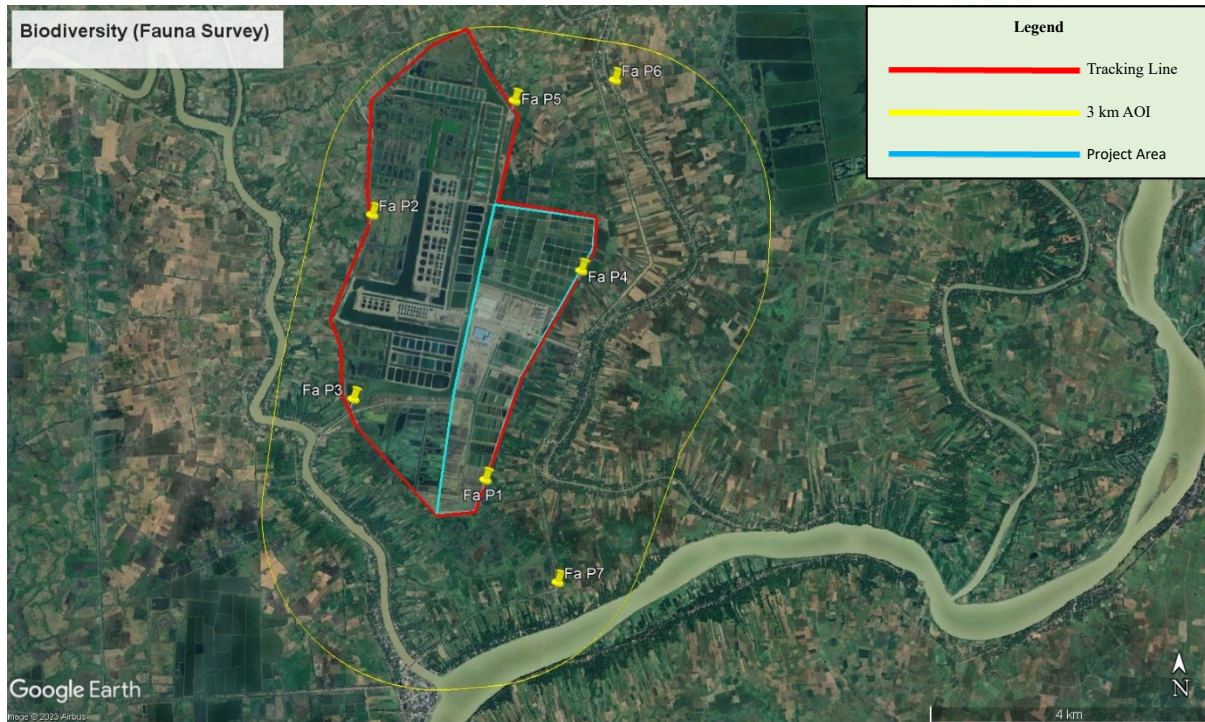 Biodiversity (Fauna Survey)
Legend
Tracking Line
3 km AOI
Project Area
Fa P6
Fa P5
Fa P2
Fa P4
Fa P3
Fa P1
Fa P7
Google Earth
Image © 2023 Airbus
N
4 km